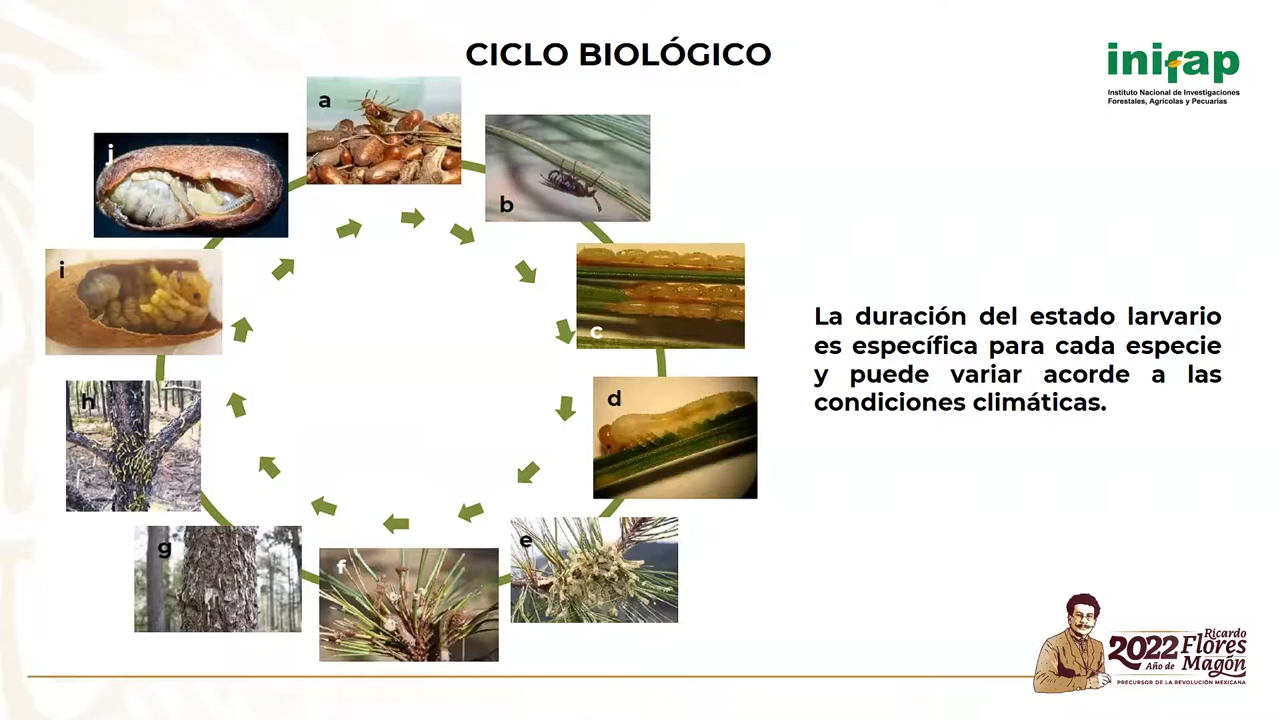 CICLO BIOLÓGICO
inifap
Instituto Nacional de Investigaciones
Forestales, Agrícolas y Pecuarias
a
b
c
d
e
f
g
h
i
j
La duración del estado larvario
es específica para cada especie
y puede variar acorde a las
condiciones climáticas.
2022 Ricardo
Flores
Año de Magón
PRECURSOR DE LA REVOLUCIÓN MEXICANA